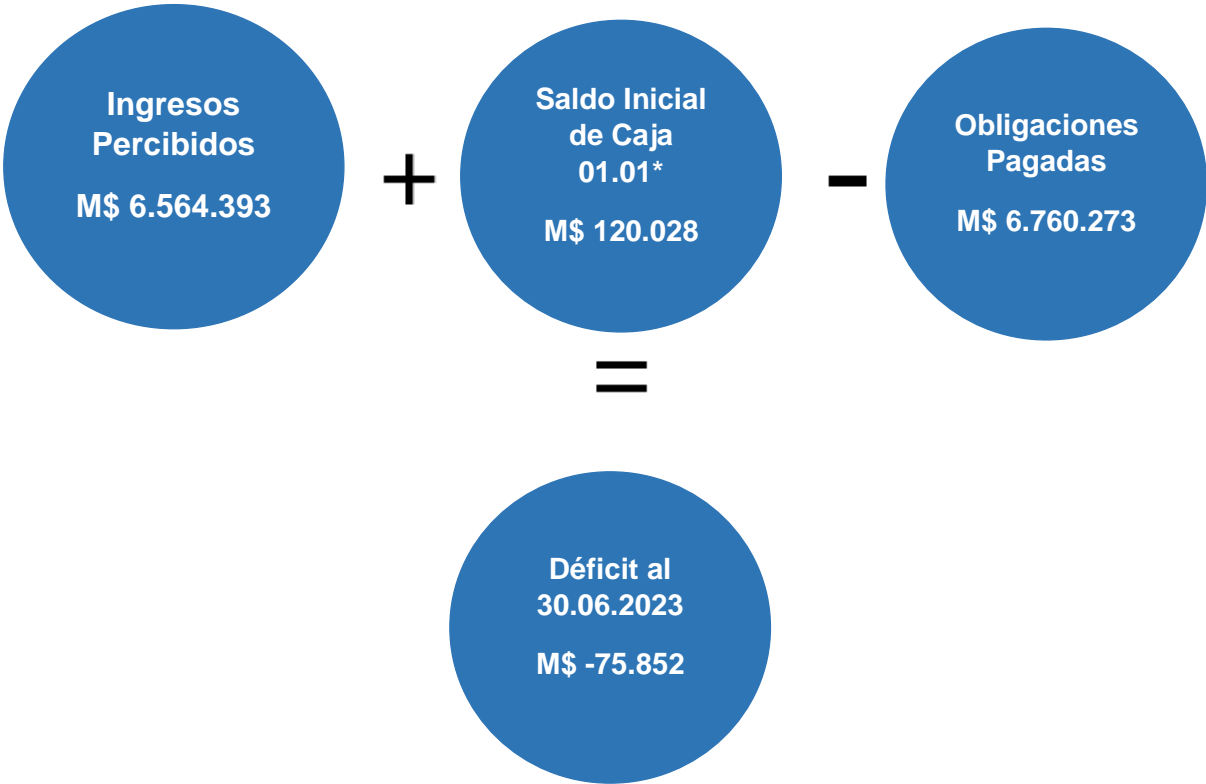 Ingresos
Percibidos
M$ 6.564.393
+
Saldo Inicial
de Caja
01.01*
M$ 120.028
-
Obligaciones
Pagadas
M$ 6.760.273
=
Déficit al
30.06.2023
M$ -75.852